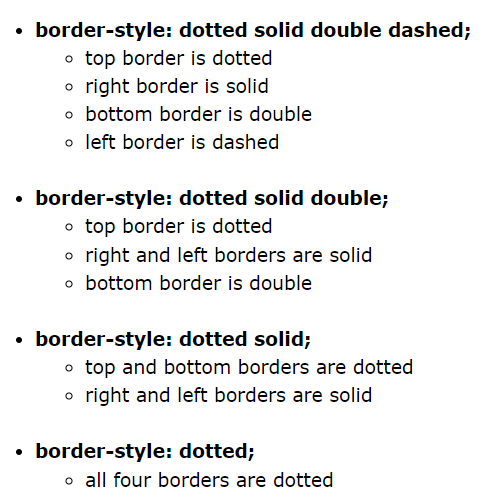 border-style: dotted solid double dashed;
top border is dotted
right border is solid
bottom border is double
left border is dashed
border-style: dotted solid double;
top border is dotted
right and left borders are solid
bottom border is double
border-style: dotted solid;
top and bottom borders are dotted
right and left borders are solid
border-style: dotted;
all four borders are dotted